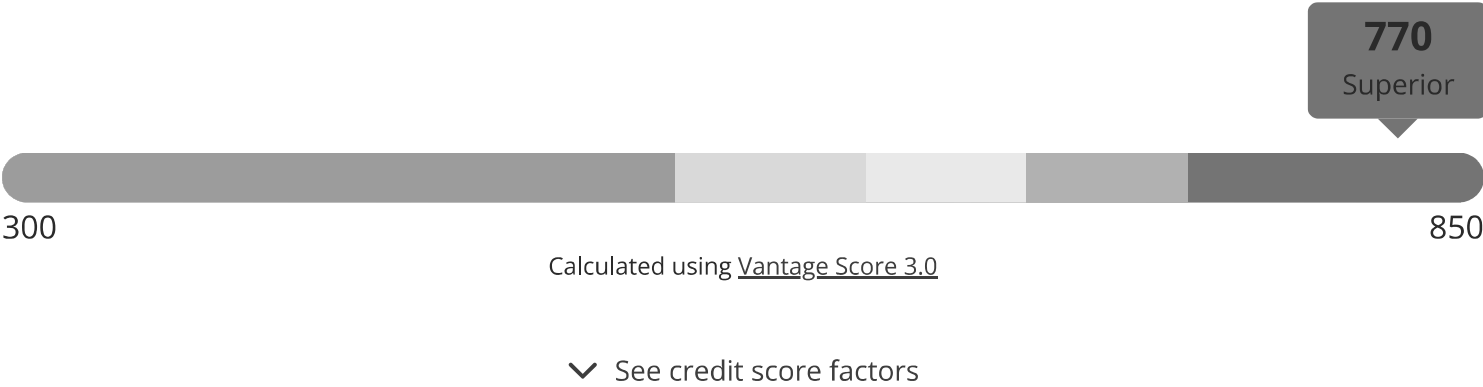 770
Superior
300
850
Calculated using Vantage Score 3.0
See credit score factors